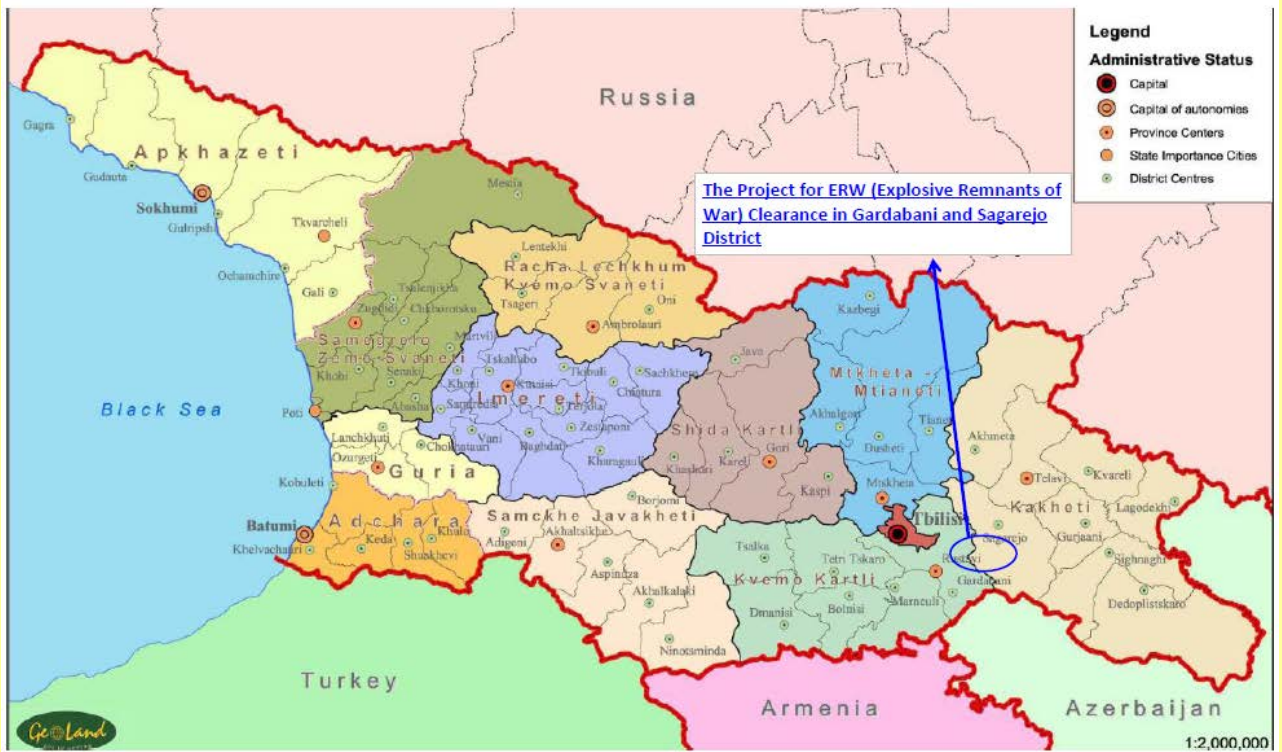 Legend
Administrative Status
Capital
Capital of autonomies
Province Centers
State Importance Cities
District Centres
Russia
The Project for ERW (Explosive Remnants of
War) Clearance in Gardabani and Sagarejo
District
Gagra
Apkhazeti
Gudauta
Sokhumi
Gulripshi
Tkvarcheli
Ochamchire
Gali
Mestia
Lentekhi
Racha Lechkhum
Kvemo Svaneti
Tsageri
Oni
Ambrolauri
Kazbegi
Tsalenjikha
Chkhorotsku
Zugdidi
Samegrelo
Zemo Svaneti
Martvili
Khobi
Senaki
Abasha
Poti
Black Sea
Tskaltubo
Khoni
Kutaisi
Tkibuli
Sachkhere
Chiatura
Imereti
Samtredia
Terjola
Vani
Baghdati
Zestaponi
Kharagauli
Java
Shida Kartli
Khashuri
Kareli
Gori
Kaspi
Mtkheta -
Mtianeti
Akhalgori
Dusheti
Tianeti
Mtskheta
Tbilisi
Akhmeta
Telavi
Kvareli
Kakheti
Lagodekhi
Sagarejo
Gurjaani
Sighnaghi
Dedoplistskaro
Lanchkhuti
Ozurgeti
Chokhatauri
Guria
Kobuleti
Batumi
Adchara
Khelvachauri
Keda
Shuakhevi
Khulo
Borjomi
Samckhe Javakheti
Adigeni
Akhaltsikhe
Aspindza
Akhalkalaki
Ninotsminda
Tsalka
Tetri Tskaro
Rustavi
Kvemo Kartli
Gardabani
Marneuli
Bolnisi
Dmanisi
Turkey
Armenia
Azerbaijan
GeoLand
1:2,000,000